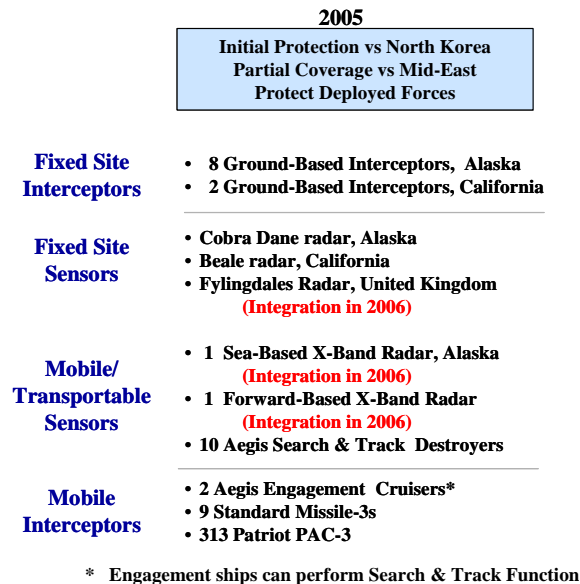 2005
Initial Protection vs North Korea
Partial Coverage vs Mid-East
Protect Deployed Forces
Fixed Site
Interceptors
• 8 Ground-Based Interceptors, Alaska
• 2 Ground-Based Interceptors, California
Fixed Site
Sensors
• Cobra Dane radar, Alaska
• Beale radar, California
• Fylingdales Radar, United Kingdom
(Integration in 2006)
Mobile/
Transportable
Sensors
• 1 Sea-Based X-Band Radar, Alaska
(Integration in 2006)
• 1 Forward-Based X-Band Radar
(Integration in 2006)
• 10 Aegis Search & Track Destroyers
Mobile
Interceptors
• 2 Aegis Engagement Cruisers*
• 9 Standard Missile-3s
• 313 Patriot PAC-3
* Engagement ships can perform Search & Track Function